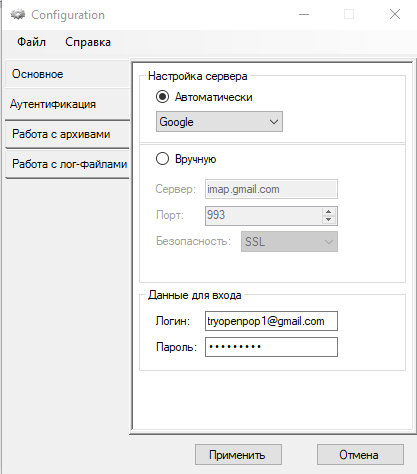 Configuration
Файл Справка
Основное
Аутентификация
Работа с архивами
Работа с лог-файлами
Настройка сервера
Автоматически
Google
Вручную
Сервер: imap.gmail.com
Порт: 993
Безопасность: SSL
Данные для входа
Логин: tryopenpop1@gmail.com
Пароль: •••••••••
Применить Отмена